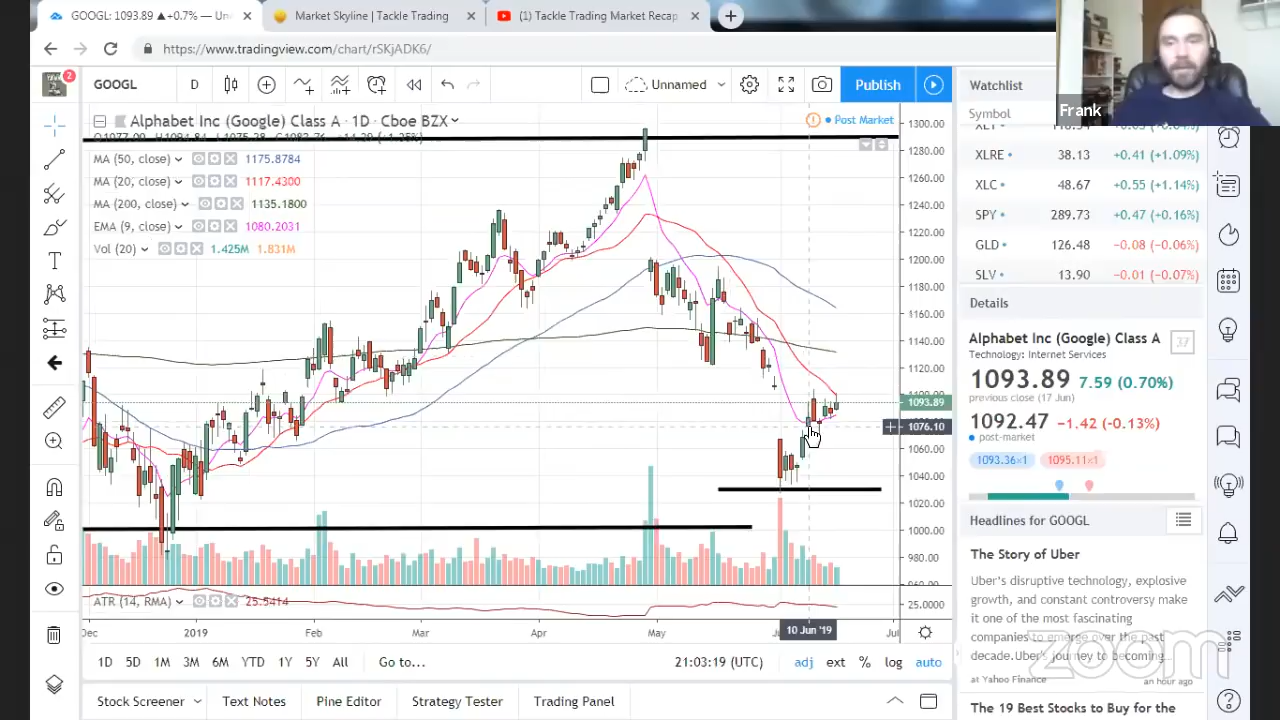 GOOGL: 1093.89 ▲+0.7% — Un
Market Skyline | Tackle Trading
(1) Tackle Trading Market Recap
https://www.tradingview.com/chart/rSKjADK6/
Frank
2
GOOGL
D
Unnamed
Publish
Watchlist
Symbol
Alphabet Inc (Google) Class A · 1D · Cboe BZX
Post Market
MA (50, close) 1175.8784
MA (20, close) 1117.4300
MA (200, close) 1135.1800
EMA (9, close) 1080.2031
Vol (20) 1.425M 1.831M
1300.00
1280.00
1260.00
1240.00
1220.00
1200.00
1180.00
1160.00
1140.00
1120.00
1093.89
1076.10
1060.00
1040.00
1020.00
1000.00
980.00
ATR (14, RMA) 25.5414
25.0000
Dec 2019 Feb Mar Apr May 10 Jun '19 Jul
1D 5D 1M 3M 6M YTD 1Y 5Y All Go to... 21:03:19 (UTC) adj ext % log auto
Stock Screener Text Notes Pine Editor Strategy Tester Trading Panel
XLRE 38.13 +0.41 (+1.09%)
XLC 48.67 +0.55 (+1.14%)
SPY 289.73 +0.47 (+0.16%)
GLD 126.48 −0.08 (−0.06%)
SLV 13.90 −0.01 (−0.07%)
Details
Alphabet Inc (Google) Class A
Technology: Internet Services
1093.89 7.59 (0.70%)
previous close (17 Jun)
1092.47 −1.42 (−0.13%)
post-market
1093.36×1 1095.11×1
Headlines for GOOGL
The Story of Uber
Uber's disruptive technology, explosive
growth, and constant controversy make
it one of the most fascinating
companies to emerge over the past
decade.Uber's journey to becoming...
at Yahoo Finance an hour ago
The 19 Best Stocks to Buy for the
zoom